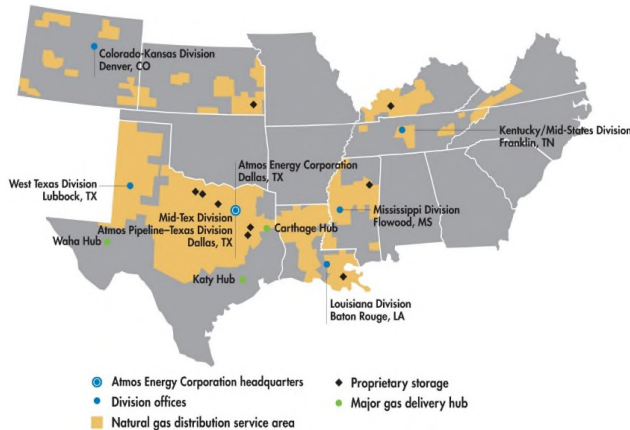 Colorado-Kansas Division
Denver, CO
Kentucky/Mid-States Division
Franklin, TN
Atmos Energy Corporation
Dallas, TX
West Texas Division
Lubbock, TX
Mid-Tex Division
Atmos Pipeline–Texas Division
Dallas, TX
Mississippi Division
Flowood, MS
Carthage Hub
Waha Hub
Katy Hub
Louisiana Division
Baton Rouge, LA
Atmos Energy Corporation headquarters
Division offices
Natural gas distribution service area
Proprietary storage
Major gas delivery hub